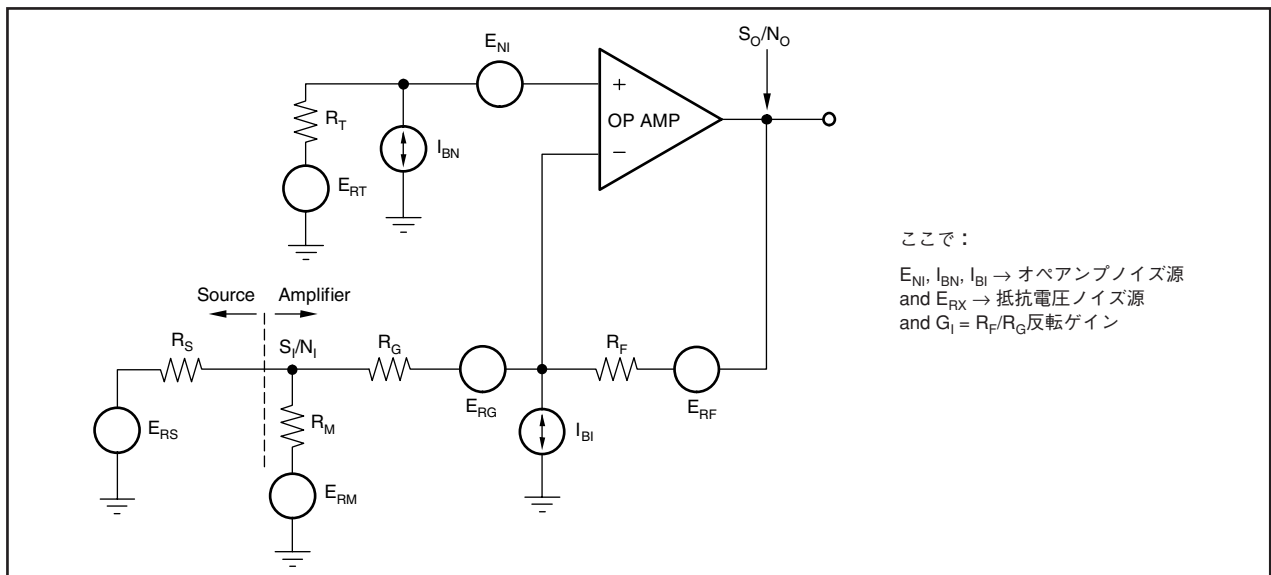 S_O/N_O
E_NI
+
OP AMP
−
R_T
I_BN
E_RT
ここで：
E_NI, I_BN, I_BI → オペアンプノイズ源
and E_RX → 抵抗電圧ノイズ源
and G_I = R_F/R_G反転ゲイン
Source
Amplifier
R_S
S_I/N_I
R_G
R_F
E_RG
E_RF
E_RS
R_M
I_BI
E_RM